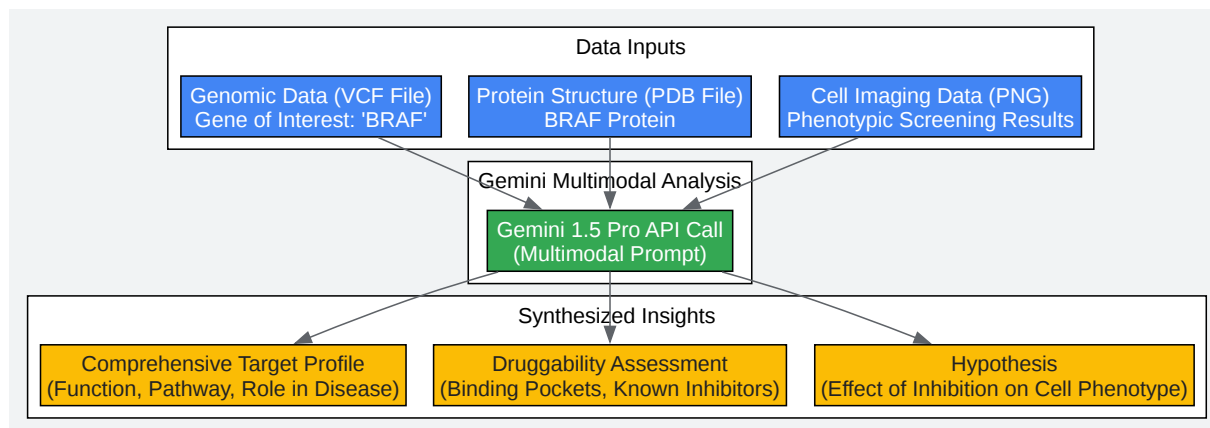 Data Inputs
Genomic Data (VCF File)
Gene of Interest: 'BRAF'
Protein Structure (PDB File)
BRAF Protein
Cell Imaging Data (PNG)
Phenotypic Screening Results
Gemini Multimodal Analysis
Gemini 1.5 Pro API Call
(Multimodal Prompt)
Synthesized Insights
Comprehensive Target Profile
(Function, Pathway, Role in Disease)
Druggability Assessment
(Binding Pockets, Known Inhibitors)
Hypothesis
(Effect of Inhibition on Cell Phenotype)